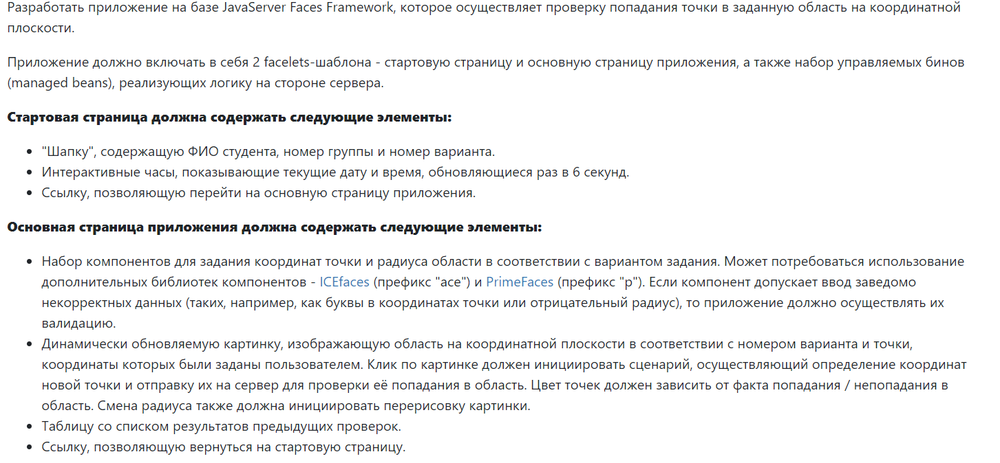 Разработать приложение на базе JavaServer Faces Framework, которое осуществляет проверку попадания точки в заданную область на координатной
плоскости.
Приложение должно включать в себя 2 facelets-шаблона - стартовую страницу и основную страницу приложения, а также набор управляемых бинов
(managed beans), реализующих логику на стороне сервера.
Стартовая страница должна содержать следующие элементы:
• "Шапку", содержащую ФИО студента, номер группы и номер варианта.
• Интерактивные часы, показывающие текущие дату и время, обновляющиеся раз в 6 секунд.
• Ссылку, позволяющую перейти на основную страницу приложения.
Основная страница приложения должна содержать следующие элементы:
• Набор компонентов для задания координат точки и радиуса области в соответствии с вариантом задания. Может потребоваться использование
дополнительных библиотек компонентов - ICEfaces (префикс "ace") и PrimeFaces (префикс "p"). Если компонент допускает ввод заведомо
некорректных данных (таких, например, как буквы в координатах точки или отрицательный радиус), то приложение должно осуществлять их
валидацию.
• Динамически обновляемую картинку, изображающую область на координатной плоскости в соответствии с номером варианта и точки,
координаты которых были заданы пользователем. Клик по картинке должен инициировать сценарий, осуществляющий определение координат
новой точки и отправку их на сервер для проверки её попадания в область. Цвет точек должен зависить от факта попадания / непопадания в
область. Смена радиуса также должна инициировать перерисовку картинки.
• Таблицу со списком результатов предыдущих проверок.
• Ссылку, позволяющую вернуться на стартовую страницу.